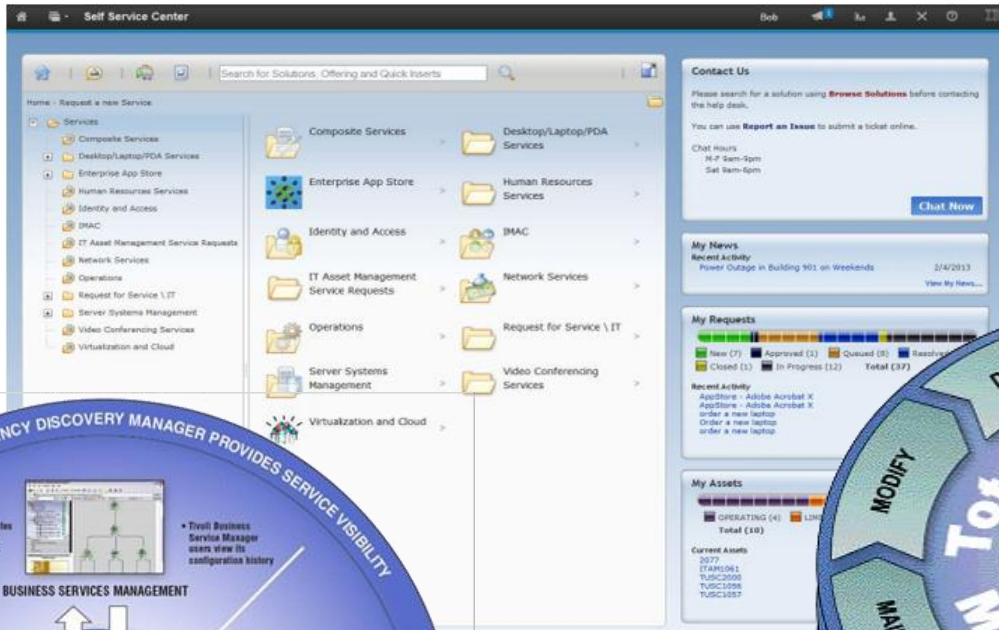 Self Service Center
Bob
Search for Solutions, Offering and Quick Inserts
Home - Request a new Service
Services
Composite Services
Desktop/Laptop/PDA Services
Enterprise App Store
Human Resources Services
Identity and Access
IMAC
IT Asset Management Service Requests
Network Services
Operations
Request for Service \ IT
Server Systems Management
Video Conferencing Services
Virtualization and Cloud
Composite Services
Desktop/Laptop/PDA
Services
Enterprise App Store
Human Resources
Services
Identity and Access
IMAC
IT Asset Management
Service Requests
Network Services
Operations
Request for Service \ IT
Server Systems
Management
Video Conferencing
Services
Virtualization and Cloud
Contact Us
Please search for a solution using Browse Solutions before contacting
the help desk.
You can use Report an Issue to submit a ticket online.
Chat Hours
M-F 9am-9pm
Sat 9am-6pm
Chat Now
My News
Recent Activity
Power Outage in Building 901 on Weekends 2/4/2013
View My News...
My Requests
New (7) Approved (1) Queued (8)
Closed (1) In Progress (12) Total (37)
Recent Activity
AppStore - Adobe Acrobat X
AppStore - Adobe Acrobat X
order a new laptop
Order a new laptop
order a new laptop
My Assets
OPERATING (4)
Total (10)
Current Assets
2077
ITAM1061
TUSC2000
TUSC1056
TUSC1057
DISCOVERY MANAGER PROVIDES SERVICE VISIBILITY
• Tivoli Business
Service Manager
users view its
configuration history
BUSINESS SERVICES MANAGEMENT
MODIFY